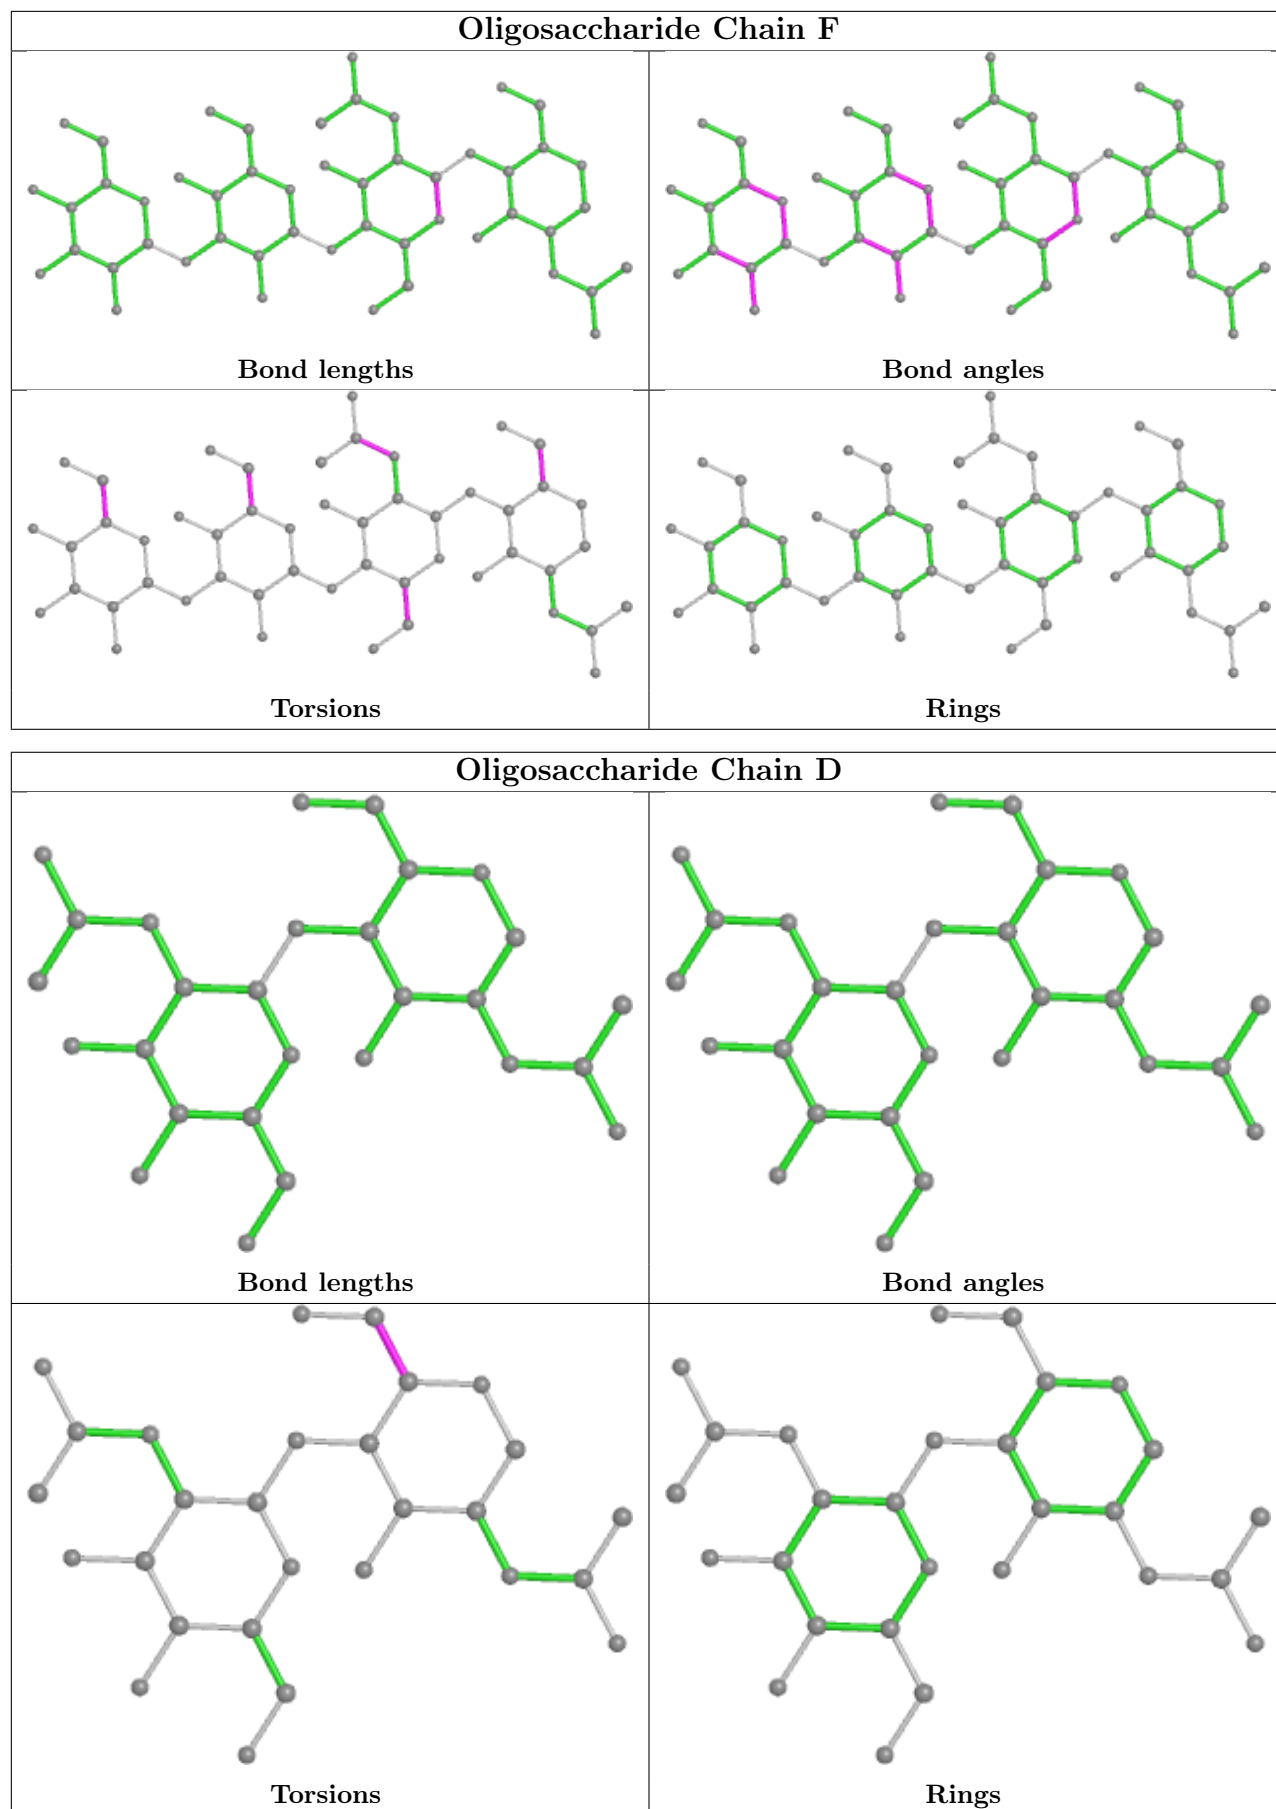 Oligosaccharide Chain F
Bond lengths
Bond angles
Torsions
Rings
Oligosaccharide Chain D
Bond lengths
Bond angles
Torsions
Rings